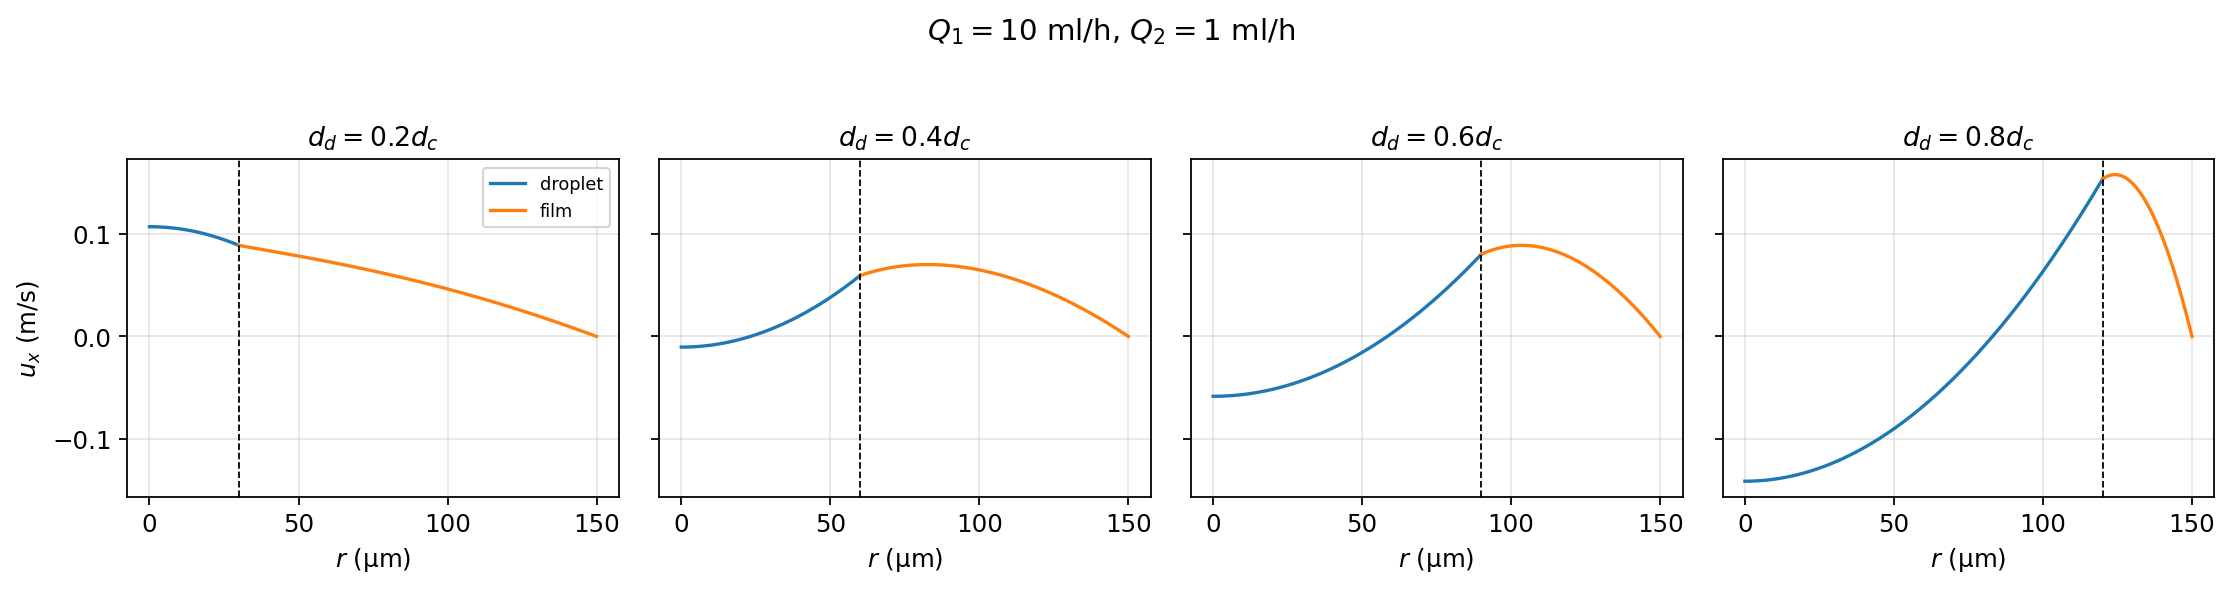 Q₁ = 10 ml/h, Q₂ = 1 ml/h
d_d = 0.2d_c
d_d = 0.4d_c
d_d = 0.6d_c
d_d = 0.8d_c
droplet
film
u_x (m/s)
0.1
0.0
−0.1
0 50 100 150
0 50 100 150
0 50 100 150
0 50 100 150
r (µm)
r (µm)
r (µm)
r (µm)